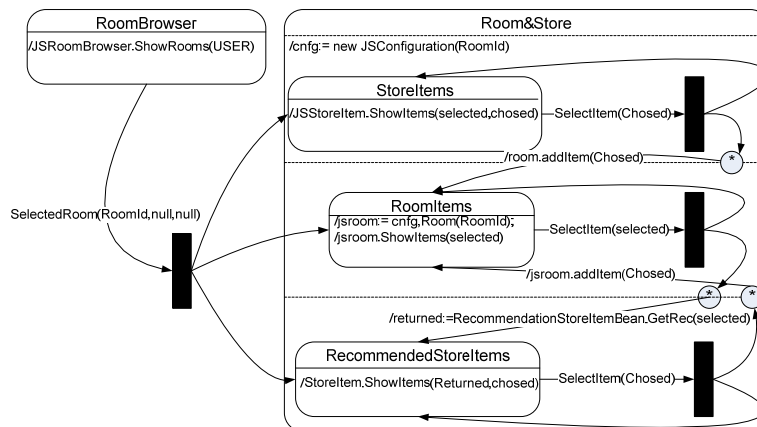 RoomBrowser
/JSRoomBrowser.ShowRooms(USER)
Room&Store
/cnfg:= new JSConfiguration(RoomId)
StoreItems
/JSStoreItem.ShowItems(selected,chosed)
SelectItem(Chosed)
*
/room.addItem(Chosed)
SelectedRoom(RoomId,null,null)
RoomItems
/jsroom:= cnfg,Room(RoomId);
/jsroom.ShowItems(selected)
SelectItem(selected)
/jsroom.addItem(Chosed)
*
*
/returned:=RecommendationStoreItemBean.GetRec(selected)
RecommendedStoreItems
/StoreItem.ShowItems(Returned,chosed)
SelectItem(Chosed)